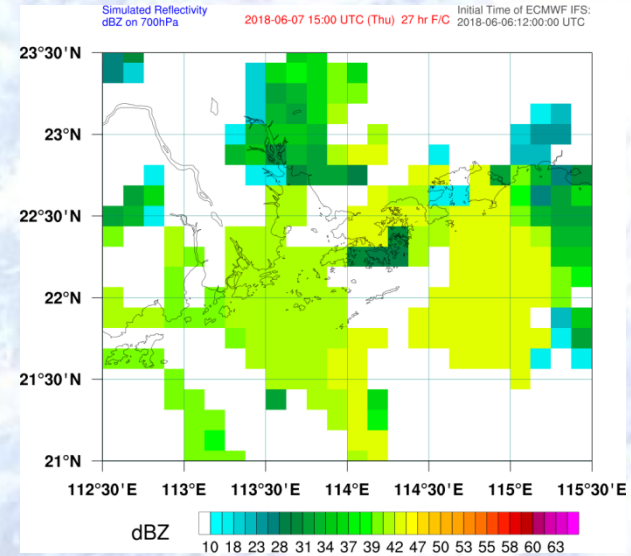 Simulated Reflectivity
dBZ on 700hPa
2018-06-07 15:00 UTC (Thu) 27 hr F/C
Initial Time of ECMWF IFS:
2018-06-06:12:00:00 UTC
23°30'N
23°N
22°30'N
22°N
21°30'N
21°N
112°30'E 113°E 113°30'E 114°E 114°30'E 115°E 115°30'E
dBZ
10 18 23 28 31 34 37 39 42 47 50 53 55 58 60 63